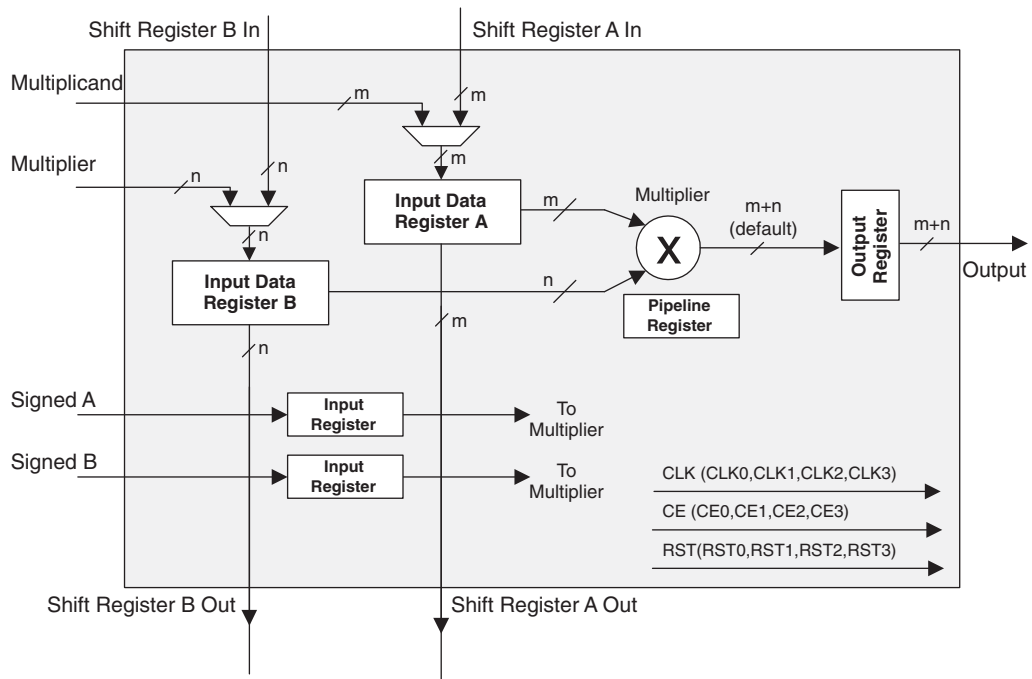 Shift Register B In
Shift Register A In
Multiplicand
m
m
Multiplier
n
n
m
Input Data
Register A
m
Multiplier
X
m+n
(default)
Output
Register
m+n
Output
n
Input Data
Register B
n
Pipeline
Register
m
n
Signed A
Input
Register
To
Multiplier
Signed B
Input
Register
To
Multiplier
CLK (CLK0,CLK1,CLK2,CLK3)
CE (CE0,CE1,CE2,CE3)
RST(RST0,RST1,RST2,RST3)
Shift Register B Out
Shift Register A Out